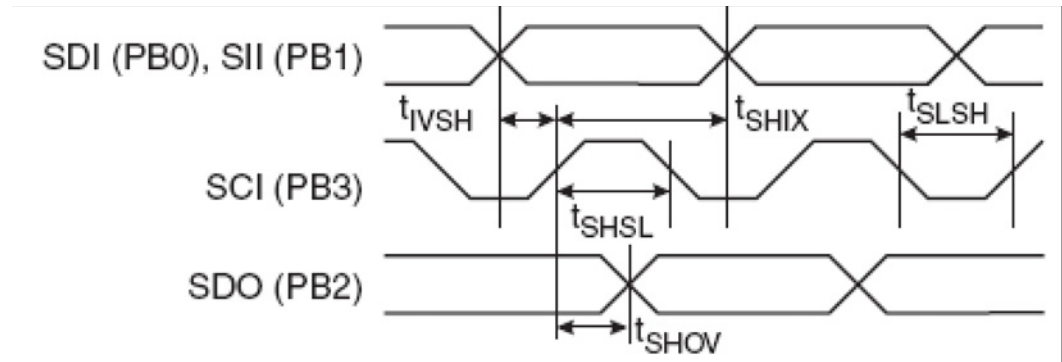 SDI (PB0), SII (PB1)
tIVSH
tSHIX
tSLSH
SCI (PB3)
tSHSL
SDO (PB2)
tSHOV